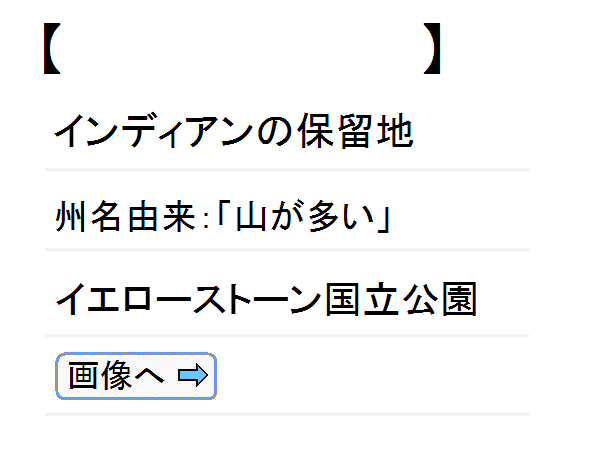 【　　　　　　　　　】
インディアンの保留地
州名由来：「山が多い」
イエローストーン国立公園
画像へ